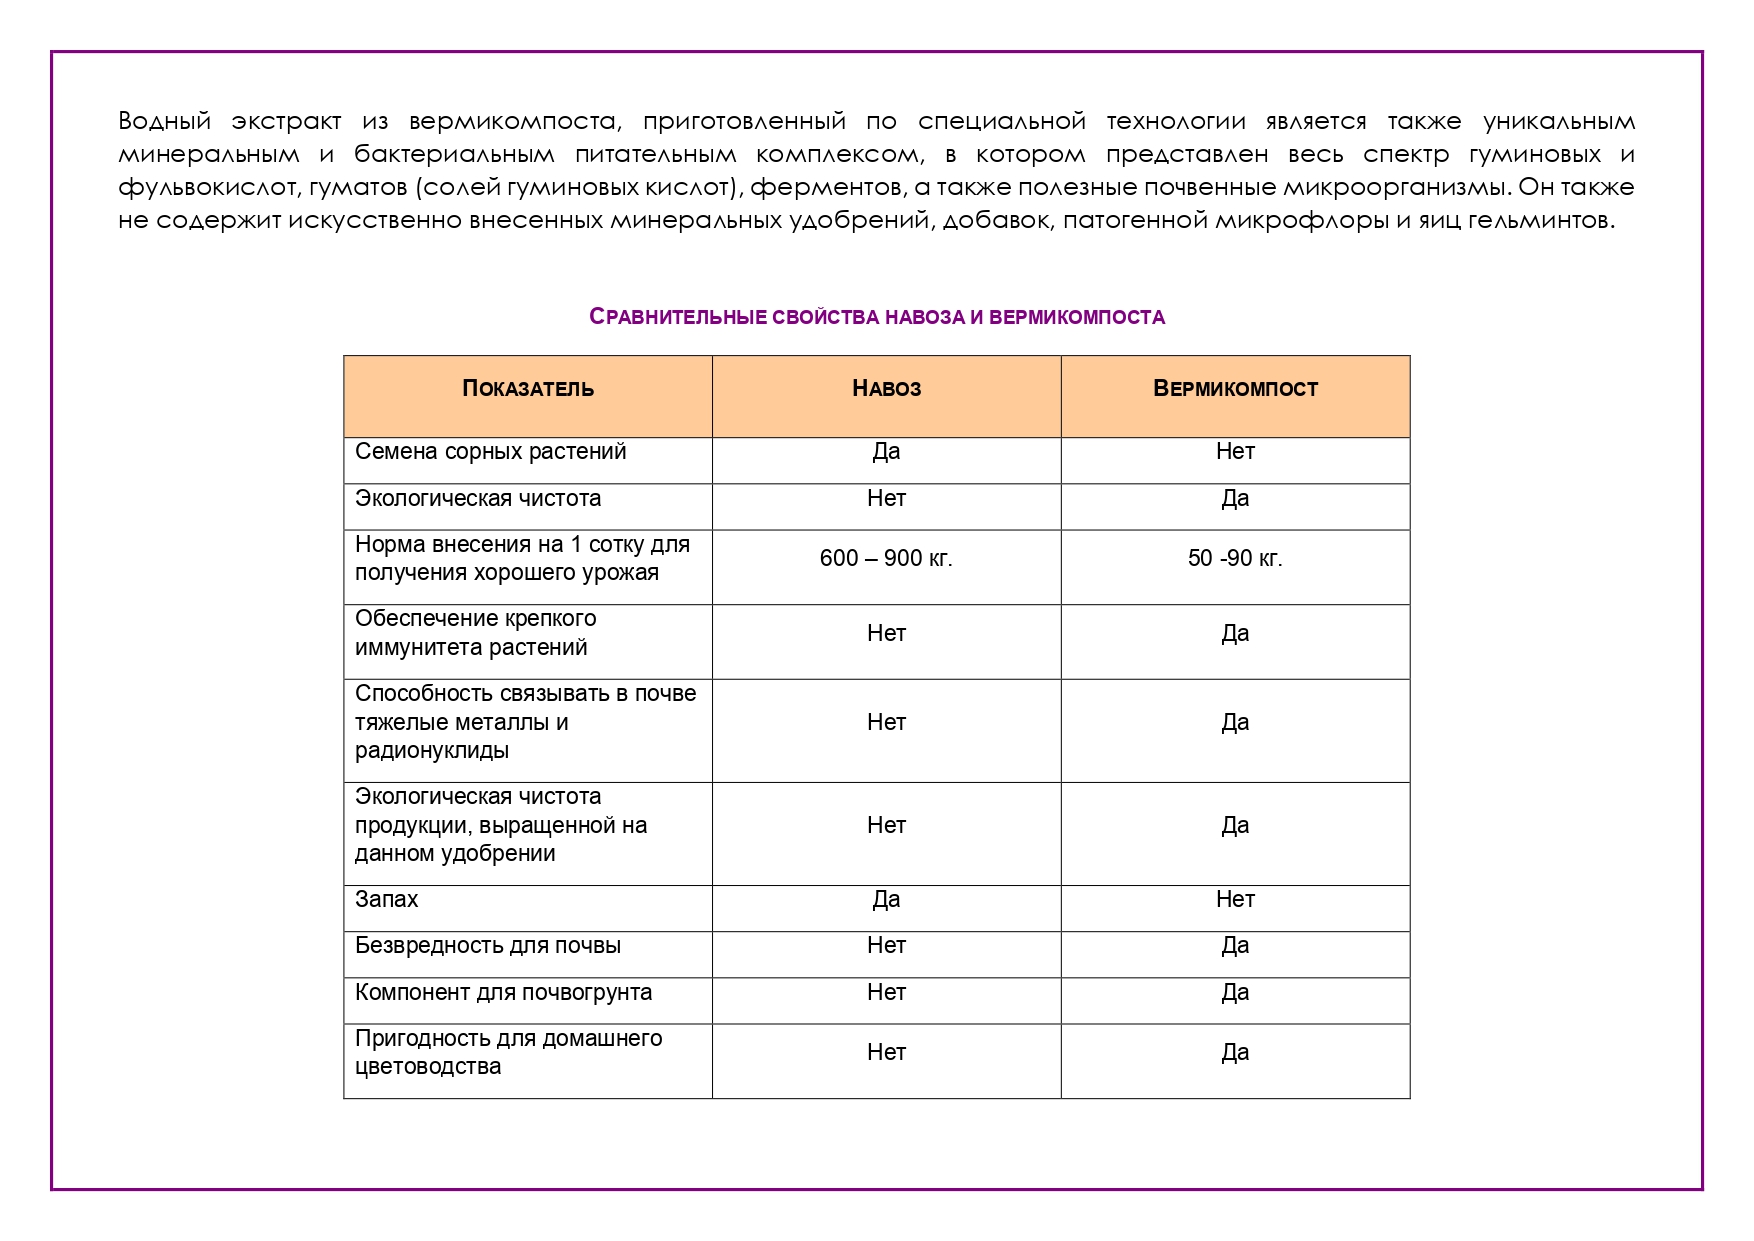 Водный экстракт из вермикомпоста, приготовленный по специальной технологии является также уникальным
минеральным и бактериальным питательным комплексом, в котором представлен весь спектр гуминовых и
фульвокислот, гуматов (солей гуминовых кислот), ферментов, а также полезные почвенные микроорганизмы. Он также
не содержит искусственно внесенных минеральных удобрений, добавок, патогенной микрофлоры и яиц гельминтов.
СРАВНИТЕЛЬНЫЕ СВОЙСТВА НАВОЗА И ВЕРМИКОМПОСТА
ПОКАЗАТЕЛЬ НАВОЗ ВЕРМИКОМПОСТ
Семена сорных растений Да Нет
Экологическая чистота Нет Да
Норма внесения на 1 сотку для
получения хорошего урожая 600 – 900 кг. 50 -90 кг.
Обеспечение крепкого
иммунитета растений Нет Да
Способность связывать в почве
тяжелые металлы и Нет Да
радионуклиды
Экологическая чистота
продукции, выращенной на Нет Да
данном удобрении
Запах Да Нет
Безвредность для почвы Нет Да
Компонент для почвогрунта Нет Да
Пригодность для домашнего
цветоводства Нет Да